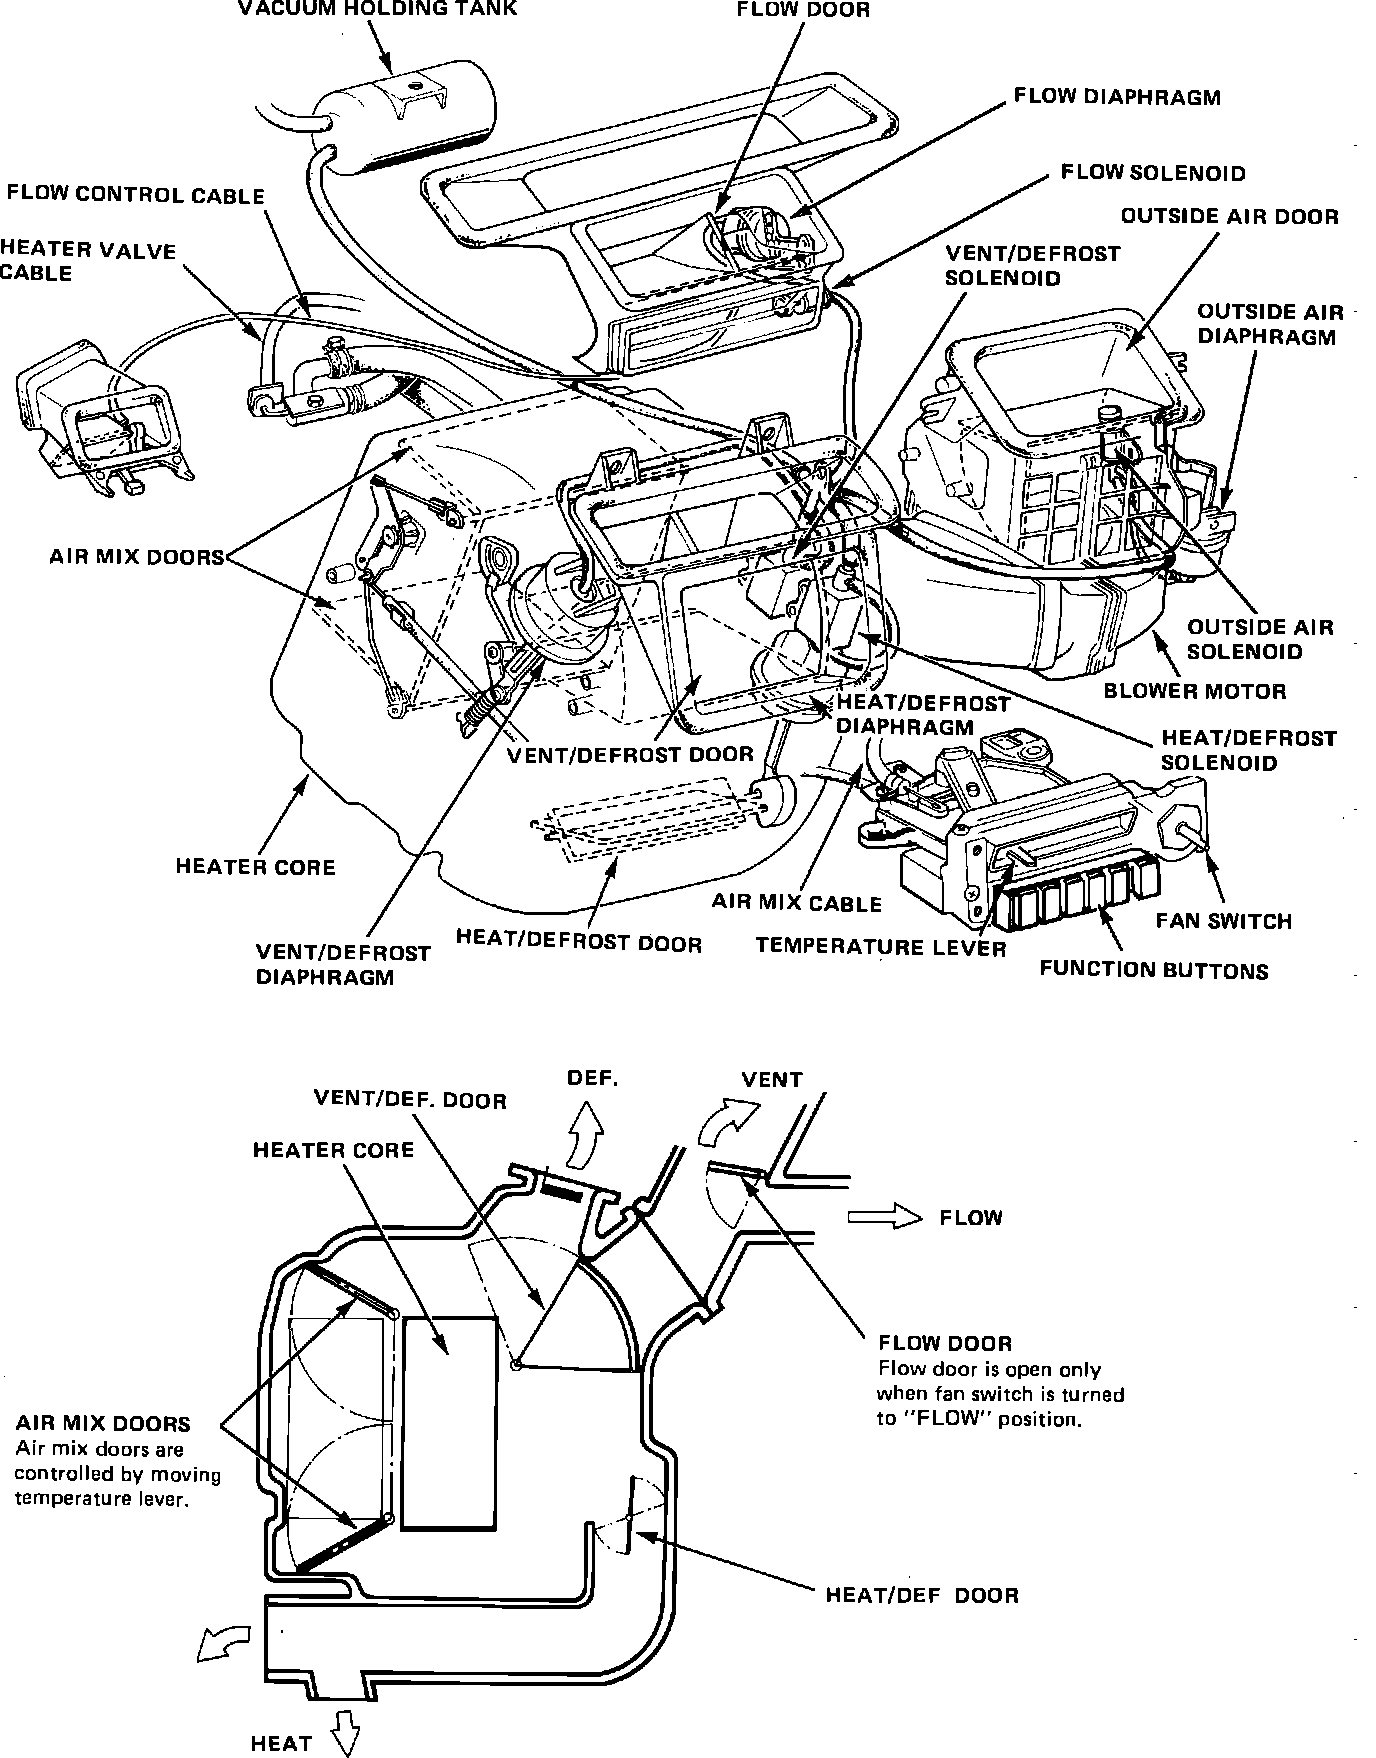 VACUUM HOLDING TANK
FLOW DOOR
FLOW DIAPHRAGM
FLOW SOLENOID
FLOW CONTROL CABLE
OUTSIDE AIR DOOR
HEATER VALVE
CABLE
VENT/DEFROST
SOLENOID
OUTSIDE AIR
DIAPHRAGM
AIR MIX DOORS
OUTSIDE AIR
SOLENOID
BLOWER MOTOR
HEAT/DEFROST
DIAPHRAGM
HEAT/DEFROST
SOLENOID
VENT/DEFROST DOOR
HEATER CORE
AIR MIX CABLE
FAN SWITCH
VENT/DEFROST
DIAPHRAGM
HEAT/DEFROST DOOR
TEMPERATURE LEVER
FUNCTION BUTTONS
DEF.
VENT
VENT/DEF. DOOR
HEATER CORE
FLOW
FLOW DOOR
Flow door is open only
when fan switch is turned
to "FLOW" position.
AIR MIX DOORS
Air mix doors are
controlled by moving
temperature lever.
HEAT/DEF DOOR
HEAT